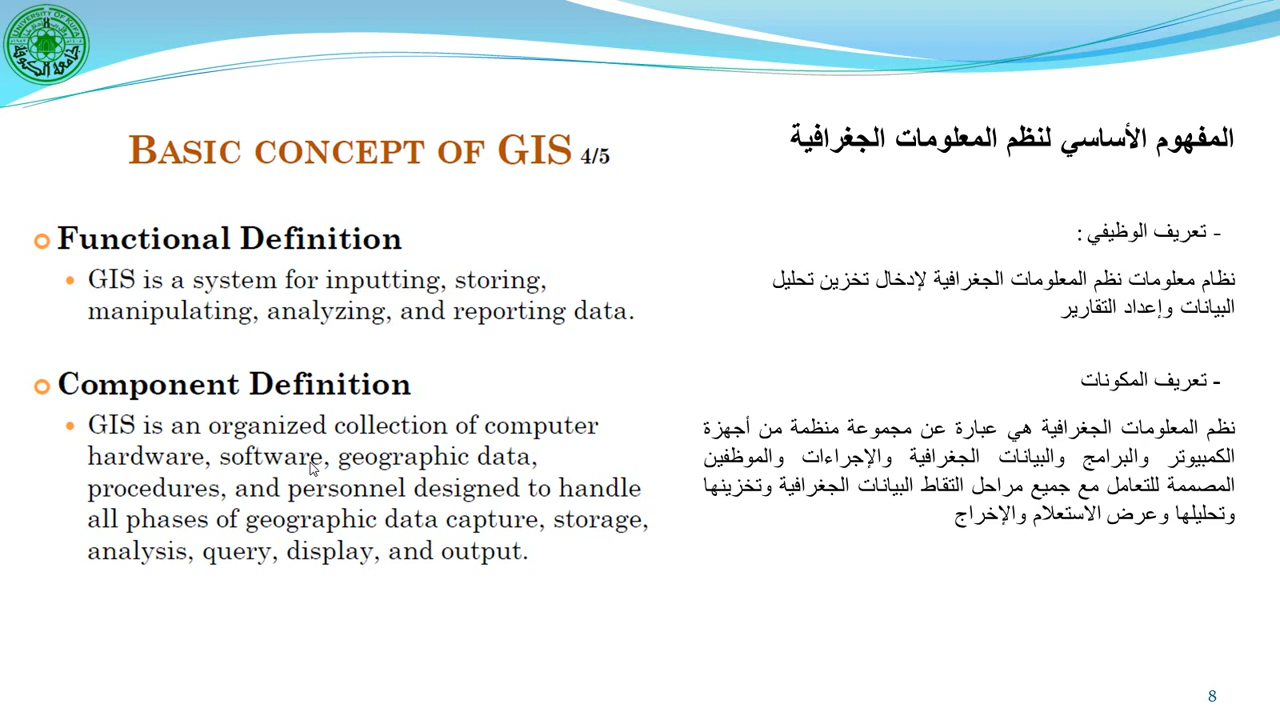 UNIVERSITY OF KUFA
جامعة الكوفة
BASIC CONCEPT OF GIS 4/5
Functional Definition
GIS is a system for inputting, storing,
manipulating, analyzing, and reporting data.
Component Definition
GIS is an organized collection of computer
hardware, software, geographic data,
procedures, and personnel designed to handle
all phases of geographic data capture, storage,
analysis, query, display, and output.
المفهوم الأساسي لنظم المعلومات الجغرافية
- تعريف الوظيفي :
نظام معلومات نظم المعلومات الجغرافية لإدخال تخزين تحليل
البيانات وإعداد التقارير
- تعريف المكونات
نظم المعلومات الجغرافية هي عبارة عن مجموعة منظمة من أجهزة
الكمبيوتر والبرامج والبيانات الجغرافية والإجراءات والموظفين
المصممة للتعامل مع جميع مراحل التقاط البيانات الجغرافية وتخزينها
وتحليلها وعرض الاستعلام والإخراج
8